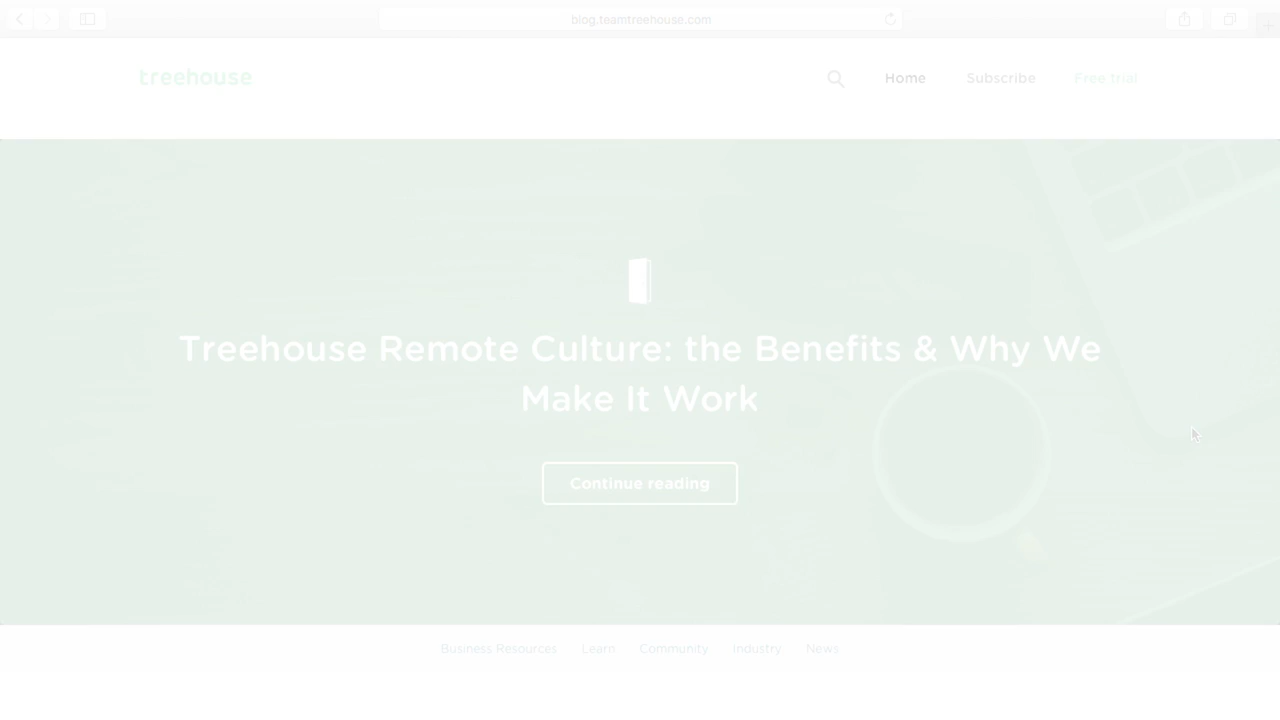 blog.teamtreehouse.com
treehouse
Home Subscribe Free trial
Treehouse Remote Culture: the Benefits & Why We
Make It Work
Continue reading
Business Resources Learn Community Industry News